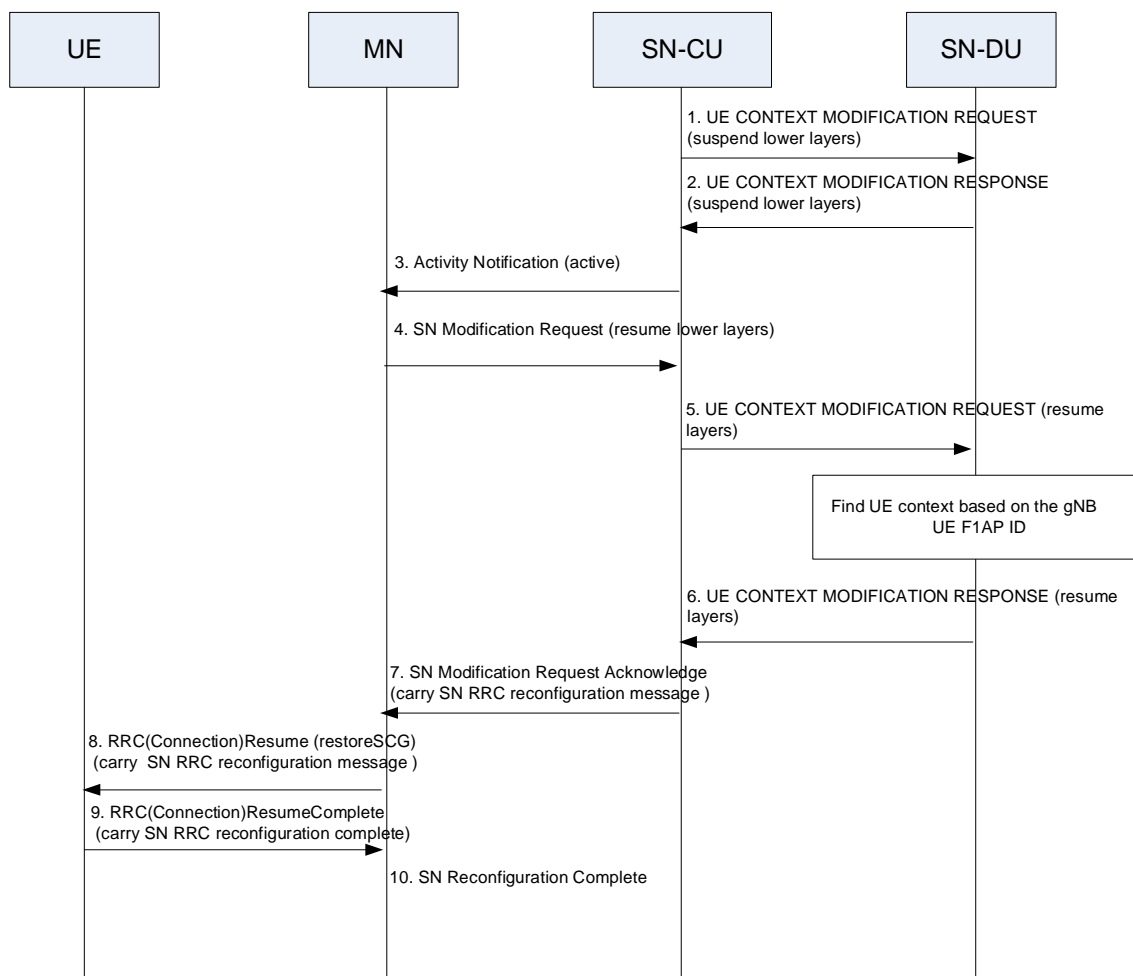 UE
MN
SN-CU
SN-DU
1. UE CONTEXT MODIFICATION REQUEST
(suspend lower layers)
2. UE CONTEXT MODIFICATION RESPONSE
(suspend lower layers)
3. Activity Notification (active)
4. SN Modification Request (resume lower layers)
5. UE CONTEXT MODIFICATION REQUEST (resume
layers)
Find UE context based on the gNB
UE F1AP ID
6. UE CONTEXT MODIFICATION RESPONSE (resume
layers)
7. SN Modification Request Acknowledge
(carry SN RRC reconfiguration message )
8. RRC(Connection)Resume (restoreSCG)
(carry  SN RRC reconfiguration message )
9. RRC(Connection)ResumeComplete
(carry SN RRC reconfiguration complete)
10. SN Reconfiguration Complete